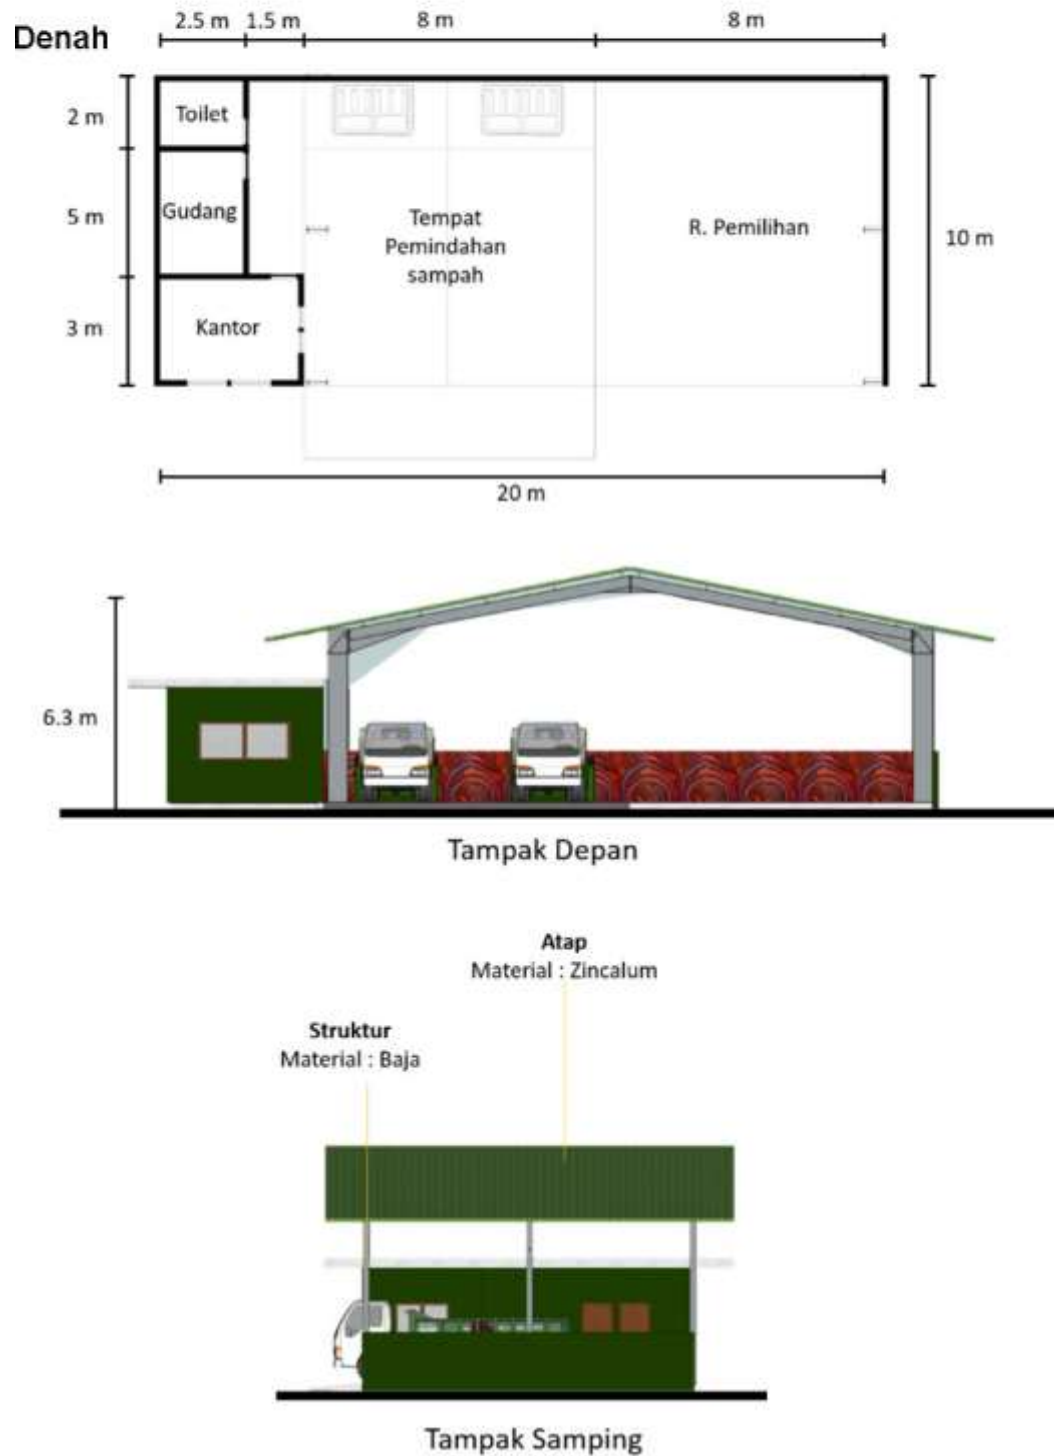 Denah
2.5 m
1.5 m
8 m
8 m
2 m
Toilet
5 m
Gudang
Tempat
Pemindahan
sampah
R. Pemilihan
10 m
3 m
Kantor
20 m
6.3 m
Tampak Depan
Atap
Material : Zincalum
Struktur
Material : Baja
Tampak Samping